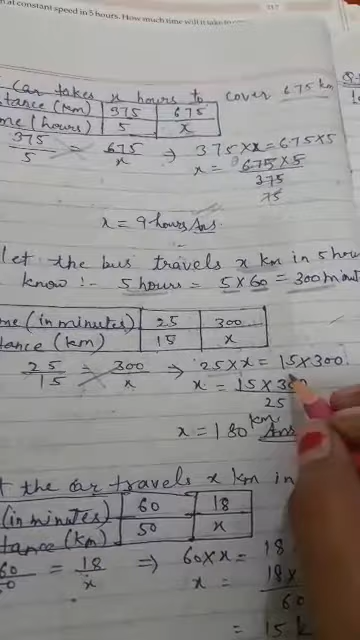 at constant speed in 5 hours. How much time will it take to
217
Car takes x hours to cover 675 km
tance (km) 375 675
me (hours) 5 x
375/5 = 675/x → 375 × x = 675 × 5
x = 675 × 5
375
75
x = 9 hours Ans
let the bus travels x km in 5 hou
know :- 5 hours = 5 × 60 = 300 minut
me (in minutes) 25 300
tance (km) 15 x
25/15 = 300/x → 25 × x = 15 × 300
x = 15 × 300
25
x = 180 km Ans
t the car travels x km in
(in minutes) 60 18
tance (km) 50 x
60/50 = 18/x ⇒ 60 × x = 18
x = 18 ×
60
= 15 k